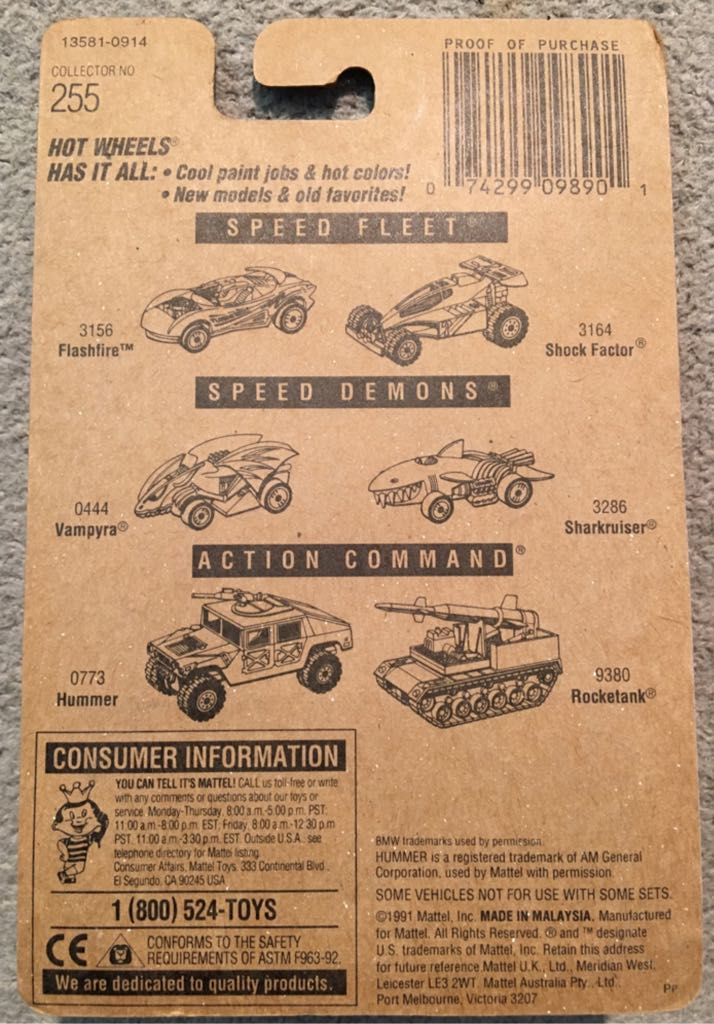 13581-0914
COLLECTOR NO
255
PROOF OF PURCHASE
0 74299 09890 1
HOT WHEELS®
HAS IT ALL: • Cool paint jobs & hot colors!
• New models & old favorites!
SPEED FLEET®
3156
Flashfire™
3164
Shock Factor®
SPEED DEMONS®
0444
Vampyra®
3286
Sharkruiser®
ACTION COMMAND®
0773
Hummer
9380
Rocketank®
CONSUMER INFORMATION
YOU CAN TELL IT'S MATTEL! CALL us toll-free or write
with any comments or questions about our toys or
service. Monday-Thursday, 8:00 a.m.-5:00 p.m. PST:
11:00 a.m.-8:00 p.m. EST; Friday, 8:00 a.m.-12:30 p.m.
PST, 11:00 a.m.-3:30 p.m. EST. Outside U.S.A., see
telephone directory for Mattel listing.
Consumer Affairs, Mattel Toys, 333 Continental Blvd.,
El Segundo, CA 90245 USA
1 (800) 524-TOYS
CE CONFORMS TO THE SAFETY
REQUIREMENTS OF ASTM F963-92.
We are dedicated to quality products.
BMW trademarks used by permission.
HUMMER is a registered trademark of AM General
Corporation, used by Mattel with permission.
SOME VEHICLES NOT FOR USE WITH SOME SETS.
©1991 Mattel, Inc. MADE IN MALAYSIA. Manufactured
for Mattel. All Rights Reserved. ® and ™ designate
U.S. trademarks of Mattel, Inc. Retain this address
for future reference Mattel U.K., Ltd., Meridian West,
Leicester LE3 2WT. Mattel Australia Pty., Ltd.,
Port Melbourne, Victoria 3207
PP